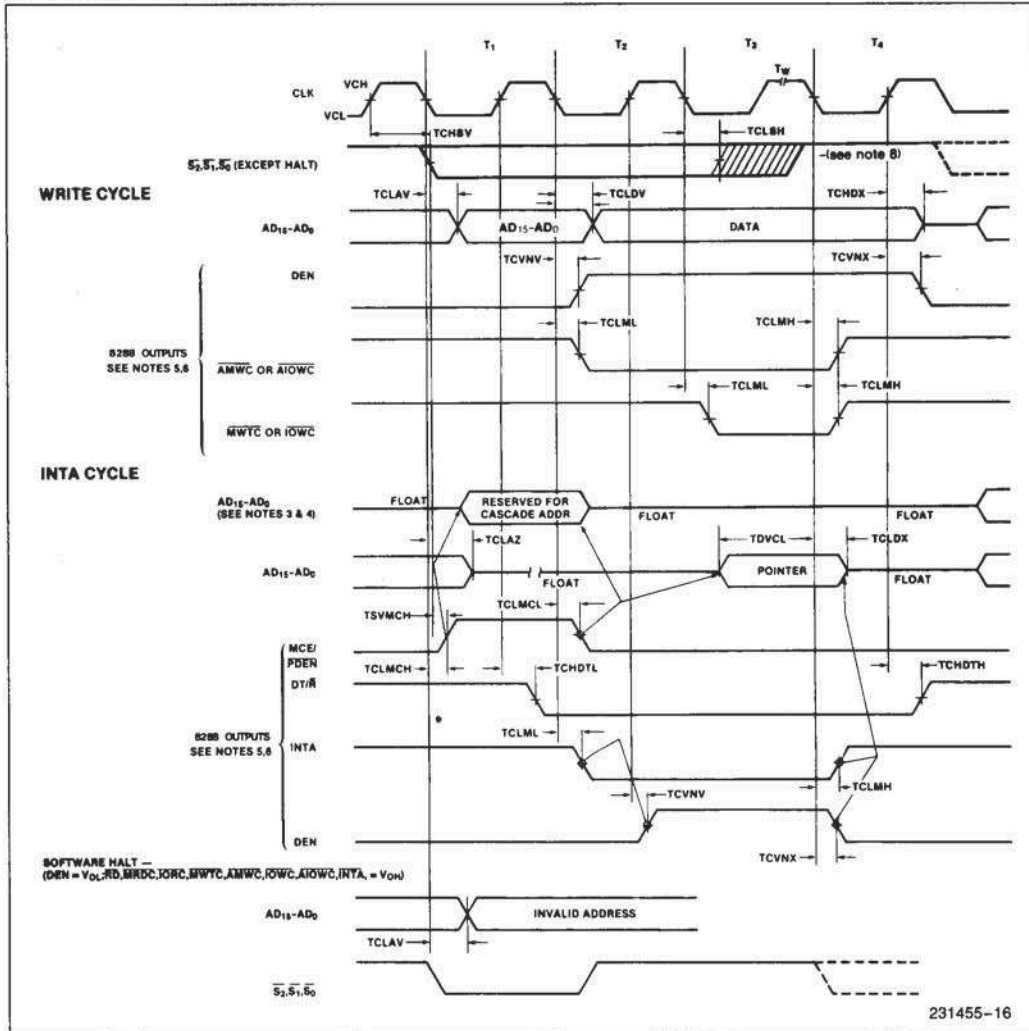 T1 T2 T3 T4
TW
CLK VCH
VCL
TCHSV TCLSH
S2,S1,S0 (EXCEPT HALT) -(see note 8)
WRITE CYCLE
TCLAV TCLDV TCHDX
AD15-AD0 AD15-AD0 DATA
TCVNV TCVNX
DEN
TCLML TCLMH
8288 OUTPUTS
SEE NOTES 5,6
AMWC OR AIOWC
TCLML TCLMH
MWTC OR IOWC
INTA CYCLE
AD15-AD0
(SEE NOTES 3 & 4)
FLOAT RESERVED FOR
CASCADE ADDR FLOAT FLOAT
TCLAZ TDVCL TCLDX
AD15-AD0 FLOAT POINTER FLOAT
TSVMCH TCLMCL
MCE/
PDEN
TCLMCH TCHDTL TCHDTH
DT/R
8288 OUTPUTS
SEE NOTES 5,6
TCLML
INTA
TCLMH
TCVNV
DEN
TCVNX
SOFTWARE HALT —
(DEN = VOL;RD,MRDC,IORC,MWTC,AMWC,IOWC,AIOWC,INTA, = VOH)
AD15-AD0 INVALID ADDRESS
TCLAV
S2,S1,S0
231455-16